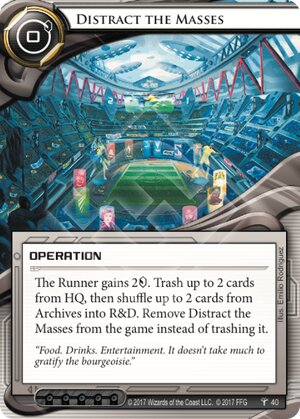 Distract the Masses
0
OPERATION
The Runner gains 2. Trash up to 2 cards
from HQ, then shuffle up to 2 cards from
Archives into R&D. Remove Distract the
Masses from the game instead of trashing it.
“Food. Drinks. Entertainment. It doesn’t take much to
gratify the bourgeoisie.”
Illus. Emilio Rodriguez
© 2017 Wizards of the Coast LLC. © 2017 FFG
40